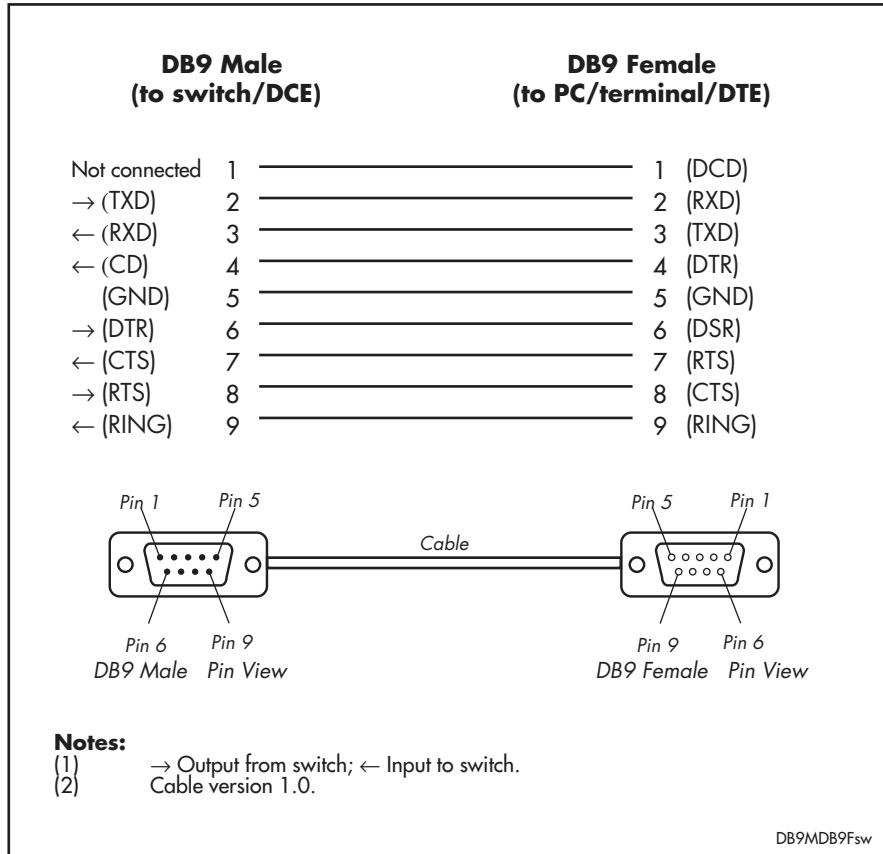 DB9 Male
(to switch/DCE)
DB9 Female
(to PC/terminal/DTE)
Not connected 1 1 (DCD)
→ (TXD) 2 2 (RXD)
← (RXD) 3 3 (TXD)
← (CD) 4 4 (DTR)
(GND) 5 5 (GND)
→ (DTR) 6 6 (DSR)
← (CTS) 7 7 (RTS)
→ (RTS) 8 8 (CTS)
← (RING) 9 9 (RING)
Pin 1 Pin 5 Pin 5 Pin 1
Cable
Pin 6 Pin 9 Pin 9 Pin 6
DB9 Male Pin View DB9 Female Pin View
Notes:
(1) → Output from switch; ← Input to switch.
(2) Cable version 1.0.
DB9MDB9Fsw